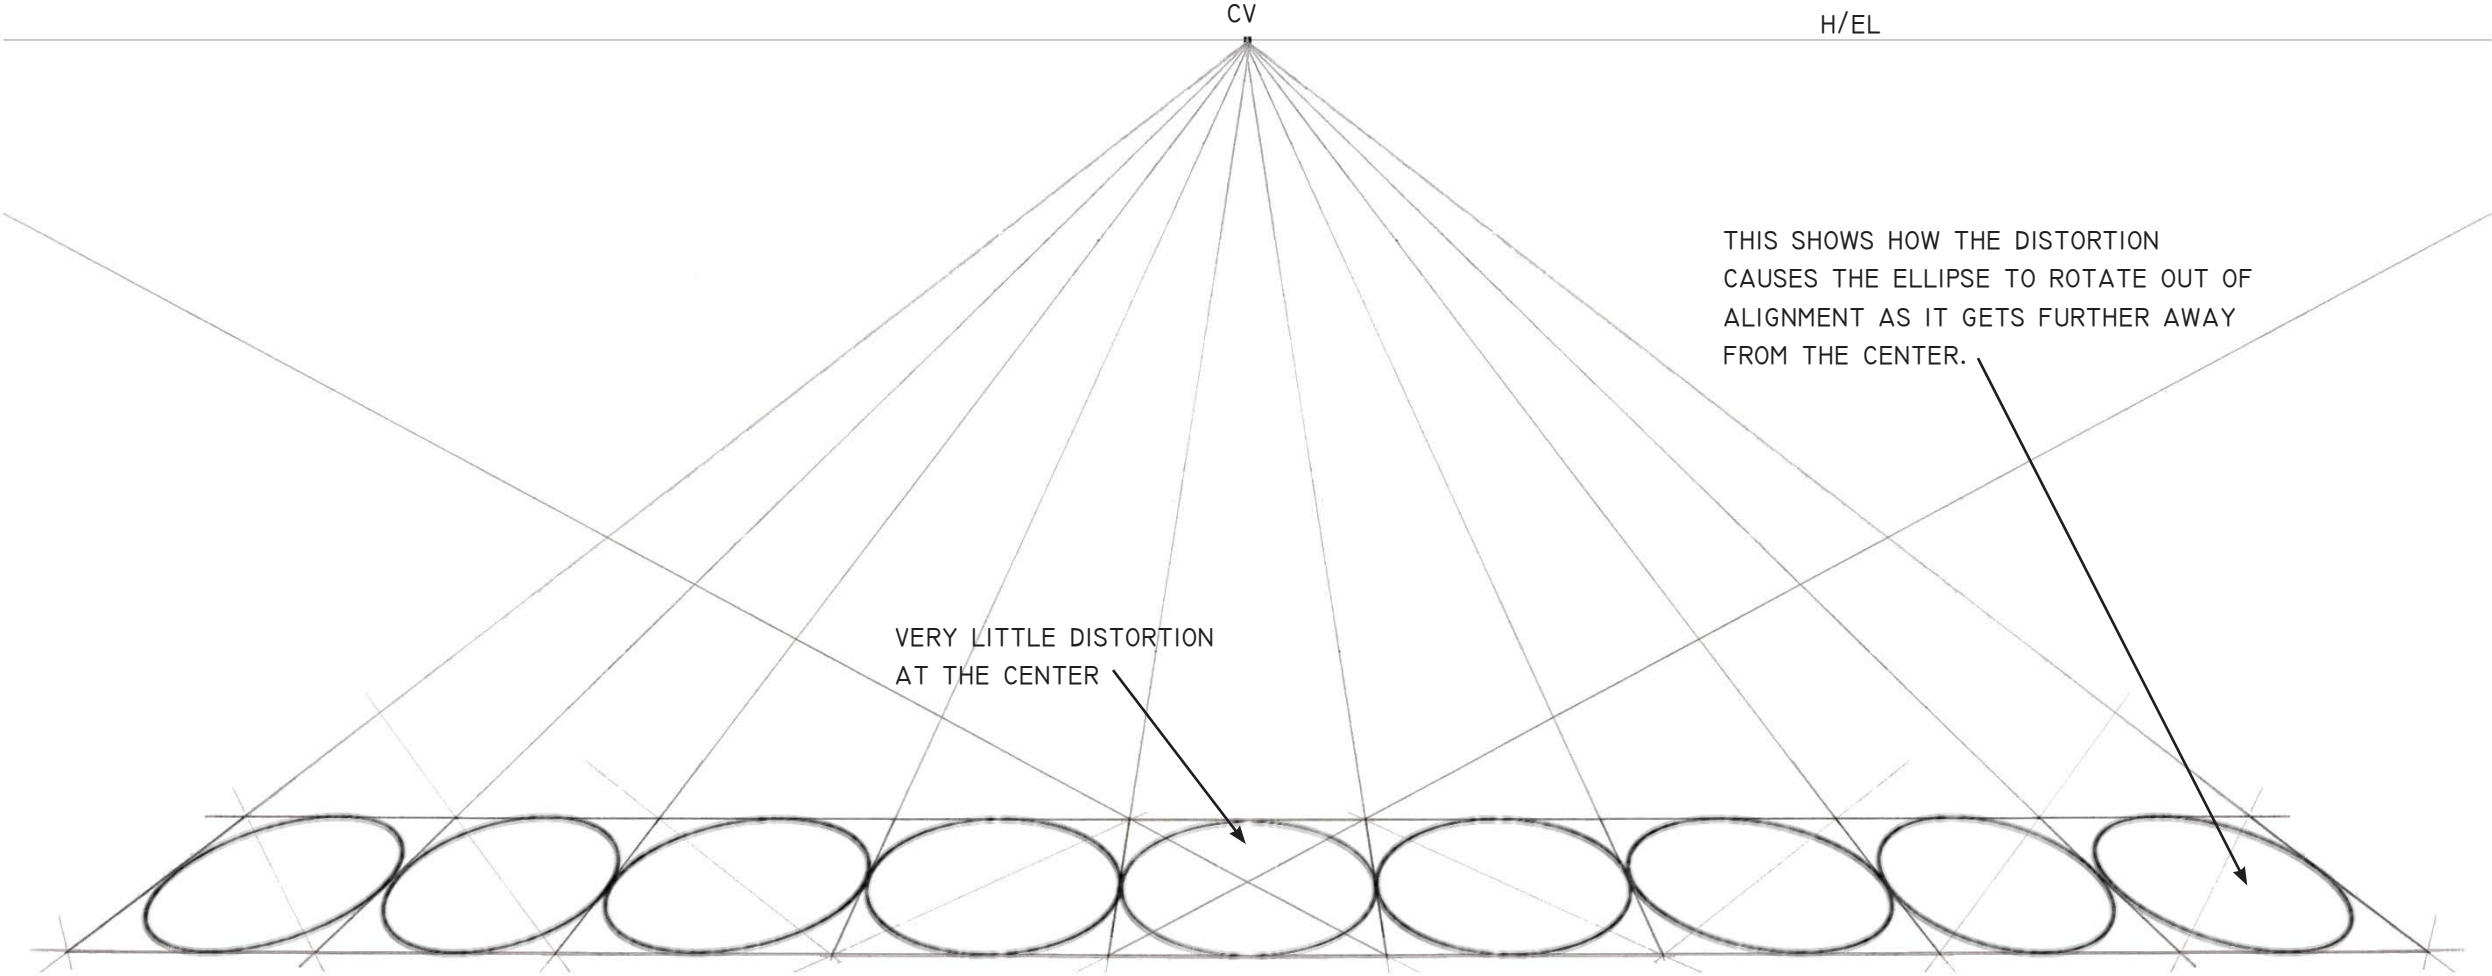 CV
H/EL
THIS SHOWS HOW THE DISTORTION
CAUSES THE ELLIPSE TO ROTATE OUT OF
ALIGNMENT AS IT GETS FURTHER AWAY
FROM THE CENTER.
VERY LITTLE DISTORTION
AT THE CENTER